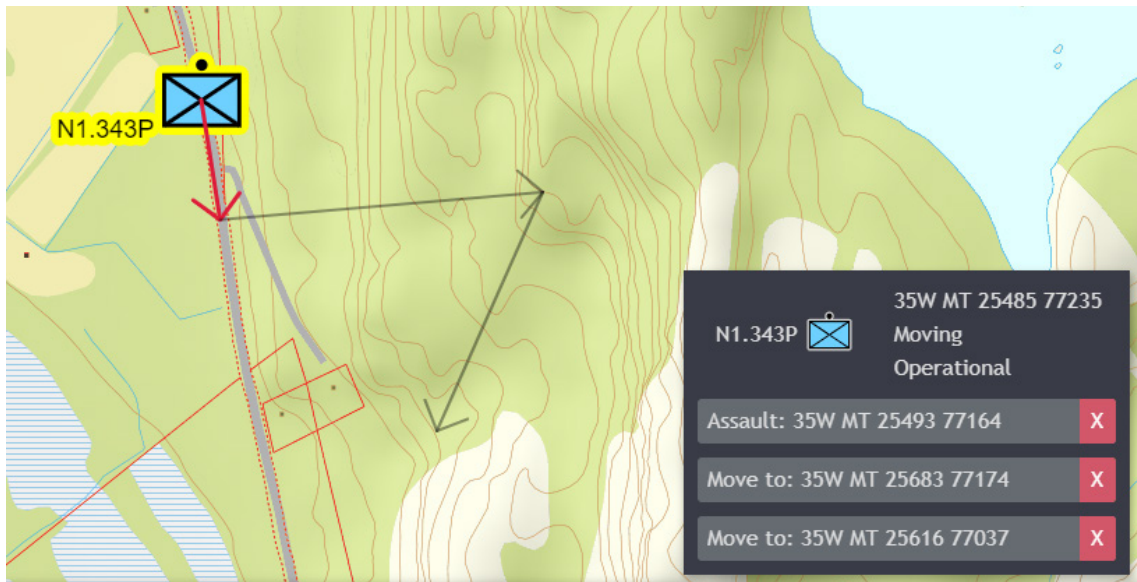 N1.343P
35W MT 25485 77235
N1.343P
Moving
Operational
Assault: 35W MT 25493 77164
X
Move to: 35W MT 25683 77174
X
Move to: 35W MT 25616 77037
X